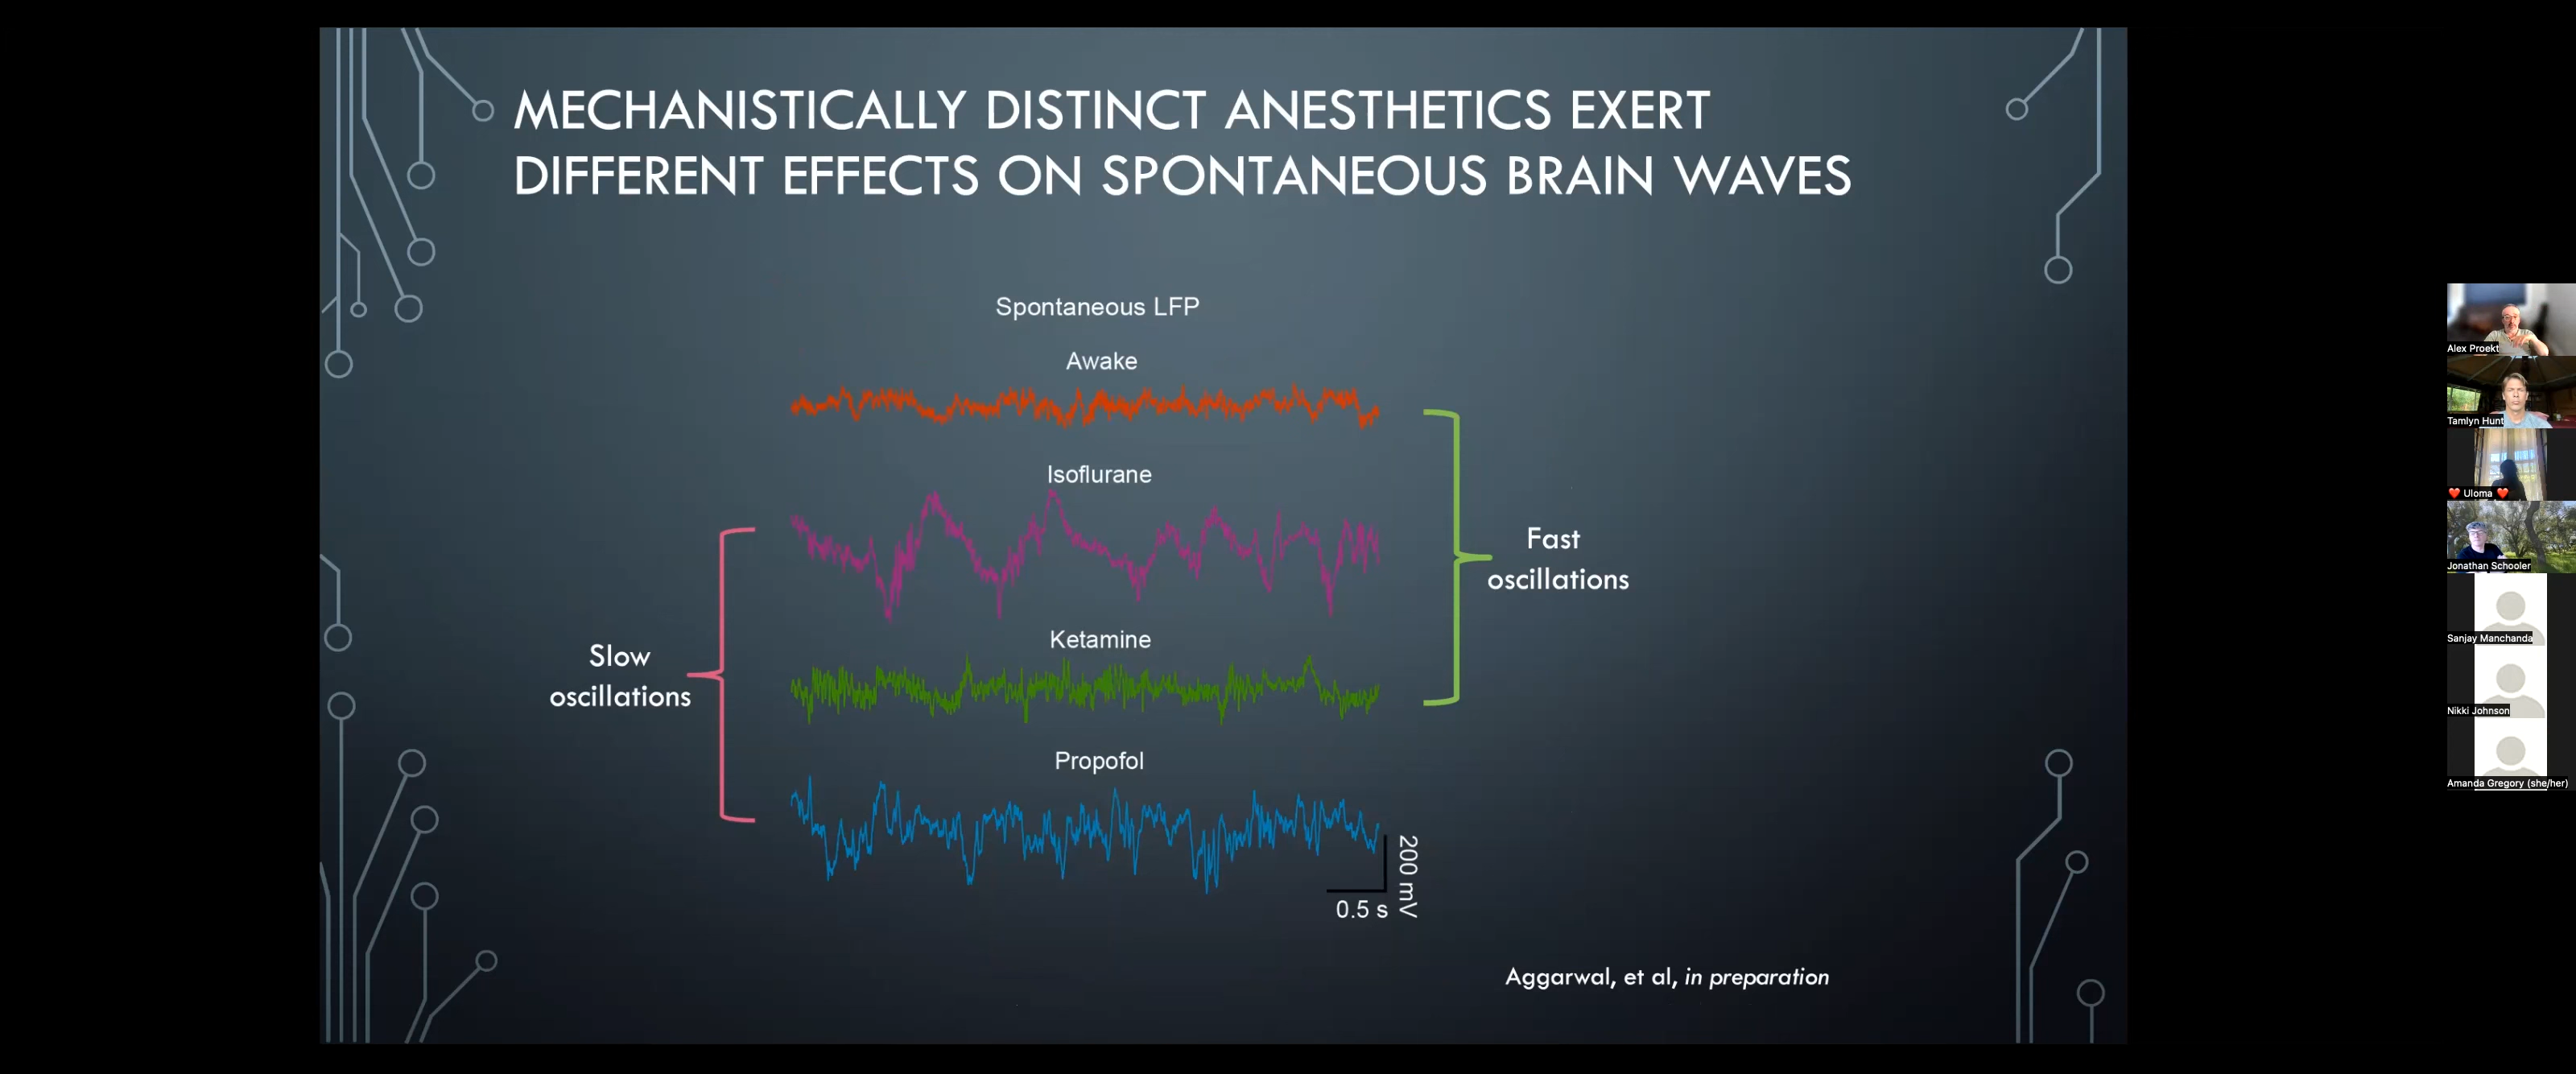 MECHANISTICALLY DISTINCT ANESTHETICS EXERT
DIFFERENT EFFECTS ON SPONTANEOUS BRAIN WAVES
Spontaneous LFP
Awake
Isoflurane
Fast
oscillations
Ketamine
Slow
oscillations
Propofol
200 mV
0.5 s
Aggarwal, et al, in preparation
Alex Proekt
Tamlyn Hunt
❤️ Uloma ❤️
Jonathan Schooler
Sanjay Manchanda
Nikki Johnson
Amanda Gregory (she/her)